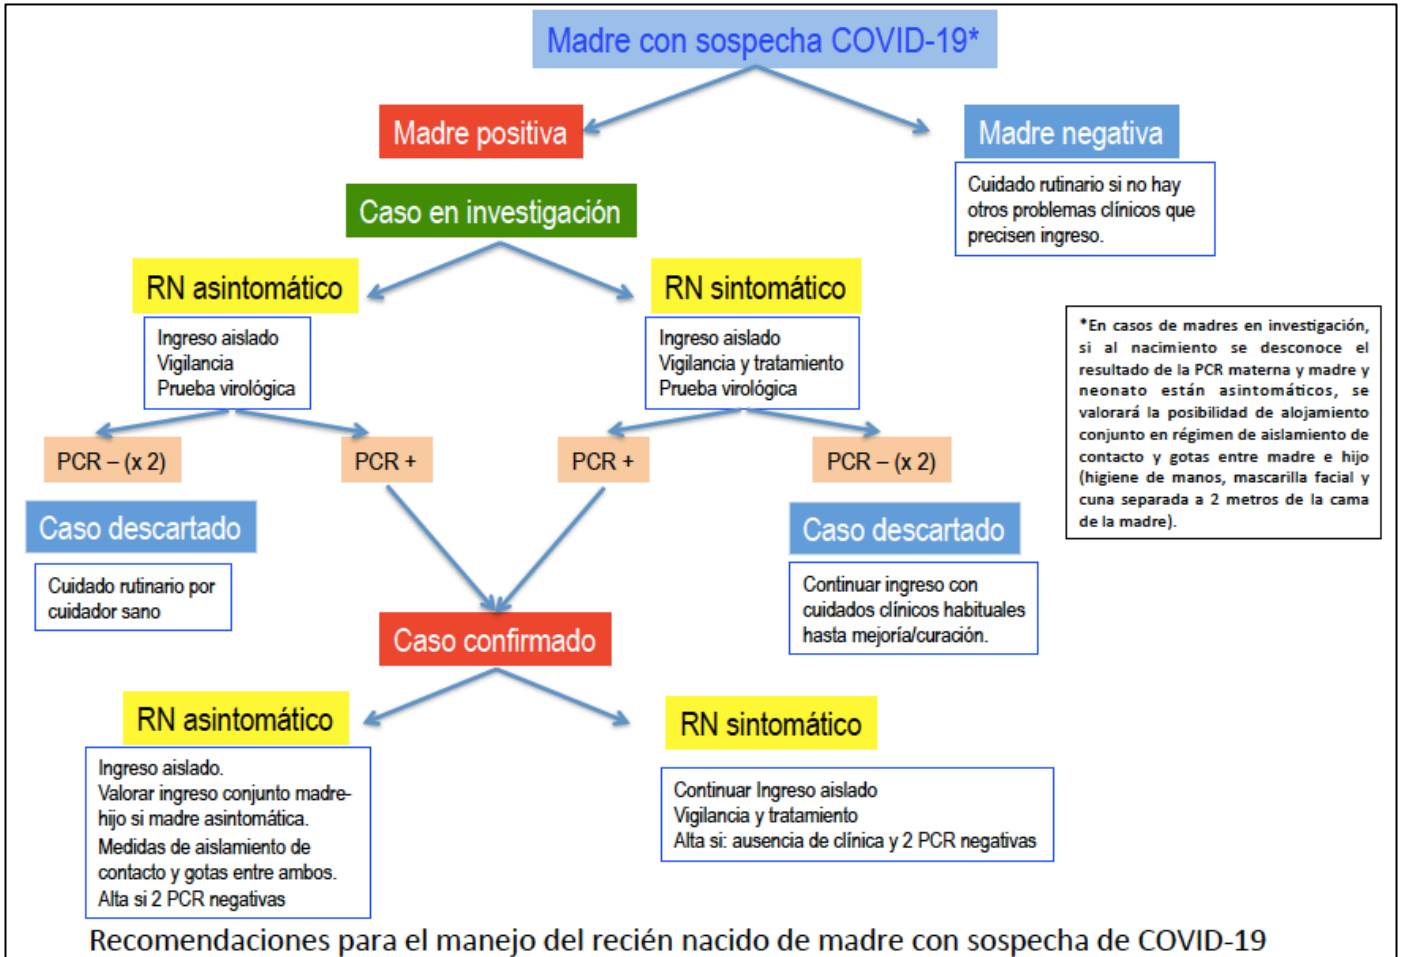 Madre con sospecha COVID-19*
Madre positiva
Madre negativa
Cuidado rutinario si no hay
otros problemas clínicos que
precisen ingreso.
Caso en investigación
RN asintomático
RN sintomático
Ingreso aislado
Vigilancia
Prueba virológica
Ingreso aislado
Vigilancia y tratamiento
Prueba virológica
*En casos de madres en investigación,
si al nacimiento se desconoce el
resultado de la PCR materna y madre y
neonato están asintomáticos, se
valorará la posibilidad de alojamiento
conjunto en régimen de aislamiento de
contacto y gotas entre madre e hijo
(higiene de manos, mascarilla facial y
cuna separada a 2 metros de la cama
de la madre).
PCR – (x 2)
PCR +
PCR +
PCR – (x 2)
Caso descartado
Cuidado rutinario por
cuidador sano
Caso descartado
Continuar ingreso con
cuidados clínicos habituales
hasta mejoría/curación.
Caso confirmado
RN asintomático
RN sintomático
Ingreso aislado.
Valorar ingreso conjunto madre-
hijo si madre asintomática.
Medidas de aislamiento de
contacto y gotas entre ambos.
Alta si 2 PCR negativas
Continuar Ingreso aislado
Vigilancia y tratamiento
Alta si: ausencia de clínica y 2 PCR negativas
Recomendaciones para el manejo del recién nacido de madre con sospecha de COVID-19